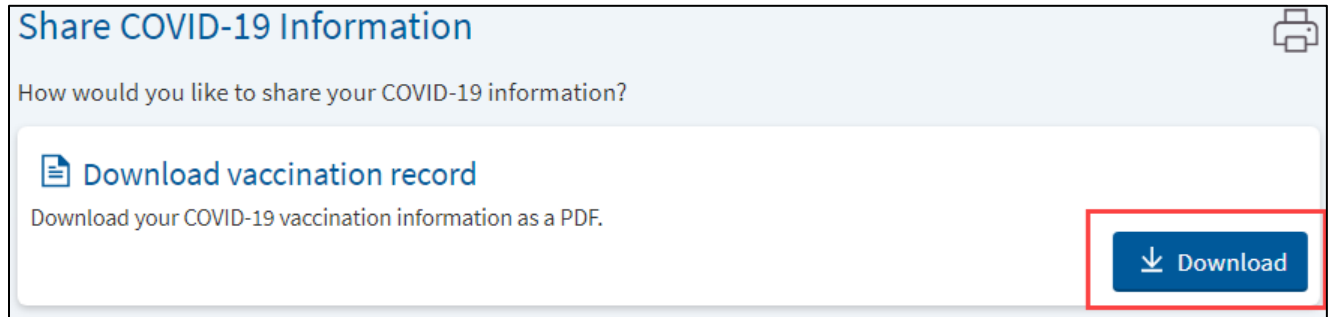 Share COVID-19 Information
How would you like to share your COVID-19 information?
Download vaccination record
Download your COVID-19 vaccination information as a PDF.
Download